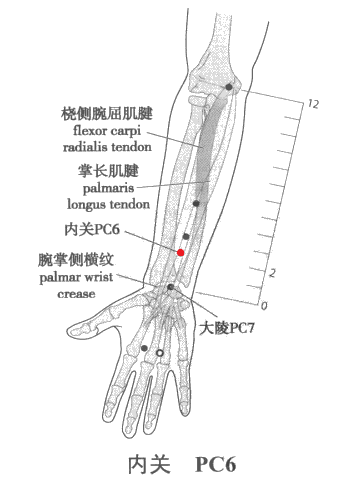 12
桡侧腕屈肌腱
flexor carpi
radialis tendon
掌长肌腱
palmaris
longus tendon
内关PC6
腕掌侧横纹
palmar wrist
crease
2
0
大陵PC7
内关 PC6